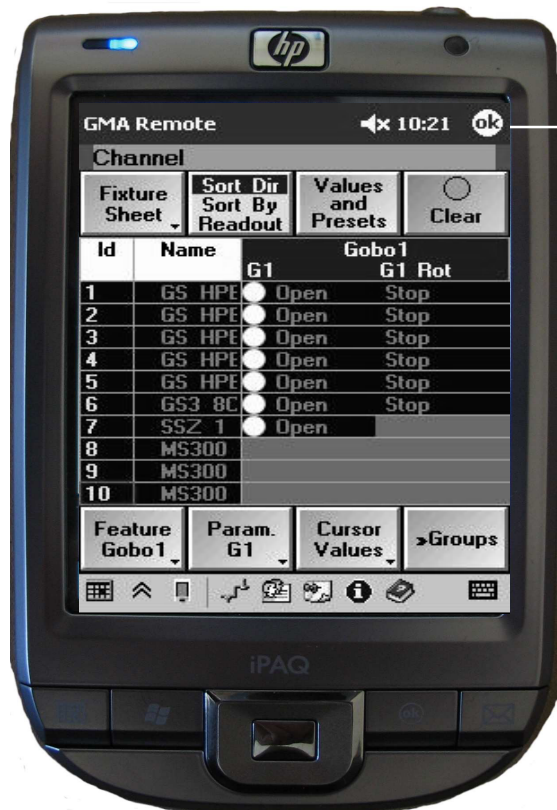 hp
GMA Remote 10:21 ok
Channel
Fixture Sheet
Sort Dir
Sort By
Readout
Values and Presets
Clear
Id Name Gobo1
G1 G1 Rot
1 GS HPE Open Stop
2 GS HPE Open Stop
3 GS HPE Open Stop
4 GS HPE Open Stop
5 GS HPE Open Stop
6 GS3 8C Open Stop
7 SSZ 1 Open
8 MS300
9 MS300
10 MS300
Feature Gobo1
Param. G1
Cursor Values
»Groups
iPAQ
ok